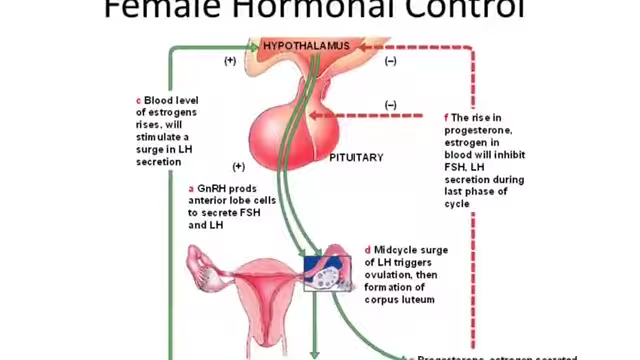 Female Hormonal Control
HYPOTHALAMUS
(+)
(–)
c Blood level
of estrogens
rises, will
stimulate a
surge in LH
secretion
(–)
f The rise in
progesterone,
estrogen in
blood will inhibit
FSH, LH
secretion during
last phase of
cycle
PITUITARY
(+)
a GnRH prods
anterior lobe cells
to secrete FSH
and LH
d Midcycle surge
of LH triggers
ovulation, then
formation of
corpus luteum
Progesterone, estrogen secreted